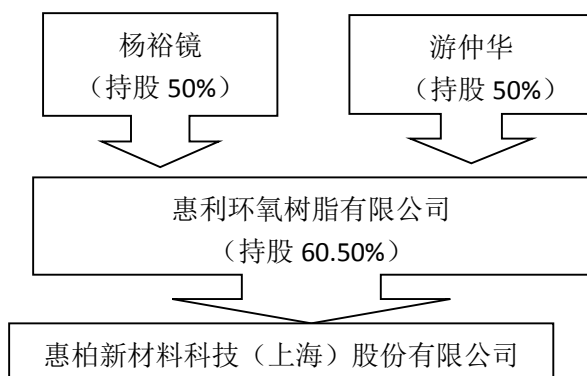 杨裕镜
（持股 50%）
游仲华
（持股 50%）
惠利环氧树脂有限公司
（持股 60.50%）
惠柏新材料科技（上海）股份有限公司